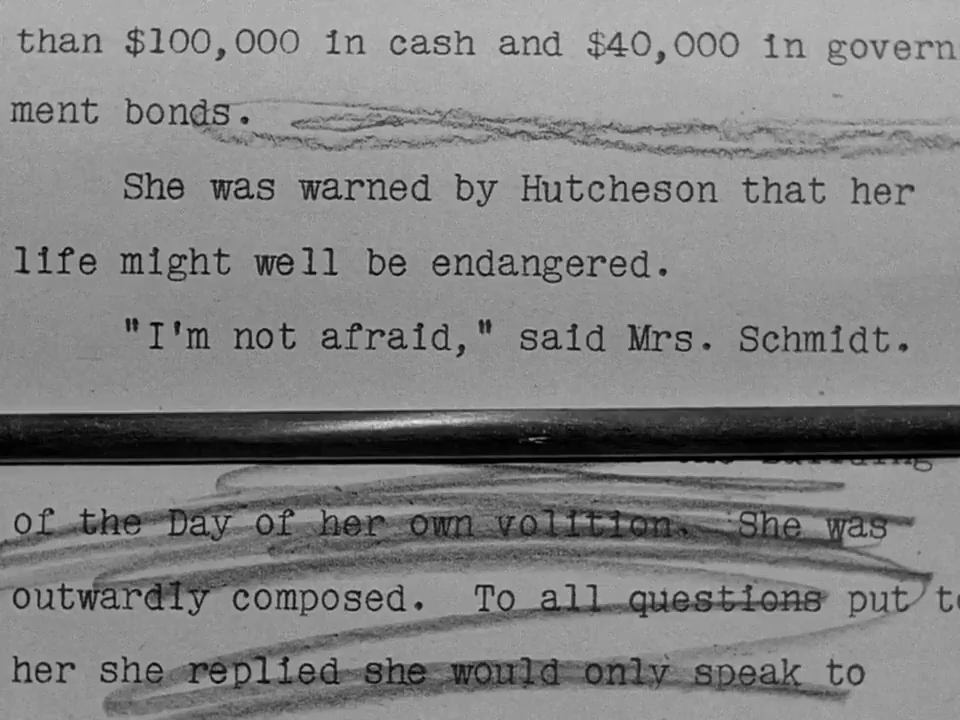 than $100,000 in cash and $40,000 in govern
ment bonds.
She was warned by Hutcheson that her
life might well be endangered.
"I'm not afraid," said Mrs. Schmidt.
of the Day of her own volition. She was
outwardly composed. To all questions put to
her she replied she would only speak to